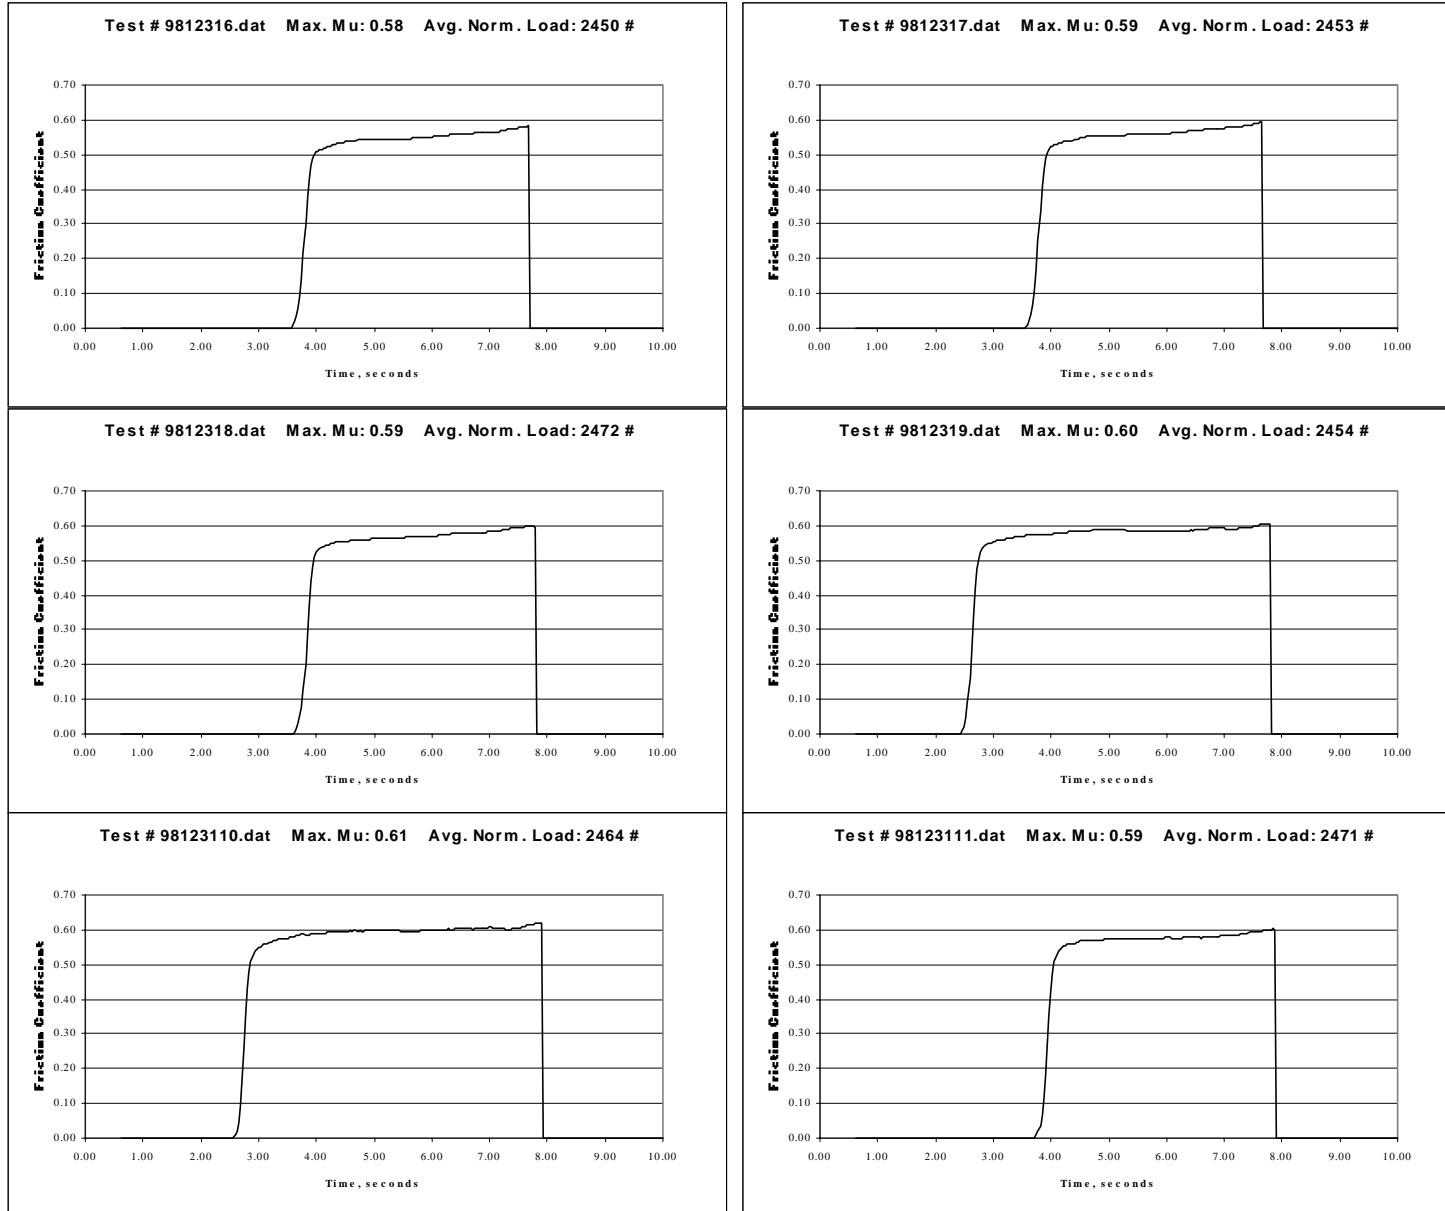 Test # 9812316.dat Max. Mu: 0.58 Avg. Norm. Load: 2450 #
0.70
0.60
0.50
0.40
0.30
0.20
0.10
0.00
Friction Coefficient
0.00 1.00 2.00 3.00 4.00 5.00 6.00 7.00 8.00 9.00 10.00
Time, seconds
Test # 9812317.dat Max. Mu: 0.59 Avg. Norm. Load: 2453 #
0.70
0.60
0.50
0.40
0.30
0.20
0.10
0.00
Friction Coefficient
0.00 1.00 2.00 3.00 4.00 5.00 6.00 7.00 8.00 9.00 10.00
Time, seconds
Test # 9812318.dat Max. Mu: 0.59 Avg. Norm. Load: 2472 #
0.70
0.60
0.50
0.40
0.30
0.20
0.10
0.00
Friction Coefficient
0.00 1.00 2.00 3.00 4.00 5.00 6.00 7.00 8.00 9.00 10.00
Time, seconds
Test # 9812319.dat Max. Mu: 0.60 Avg. Norm. Load: 2454 #
0.70
0.60
0.50
0.40
0.30
0.20
0.10
0.00
Friction Coefficient
0.00 1.00 2.00 3.00 4.00 5.00 6.00 7.00 8.00 9.00 10.00
Time, seconds
Test # 98123110.dat Max. Mu: 0.61 Avg. Norm. Load: 2464 #
0.70
0.60
0.50
0.40
0.30
0.20
0.10
0.00
Friction Coefficient
0.00 1.00 2.00 3.00 4.00 5.00 6.00 7.00 8.00 9.00 10.00
Time, seconds
Test # 98123111.dat Max. Mu: 0.59 Avg. Norm. Load: 2471 #
0.70
0.60
0.50
0.40
0.30
0.20
0.10
0.00
Friction Coefficient
0.00 1.00 2.00 3.00 4.00 5.00 6.00 7.00 8.00 9.00 10.00
Time, seconds